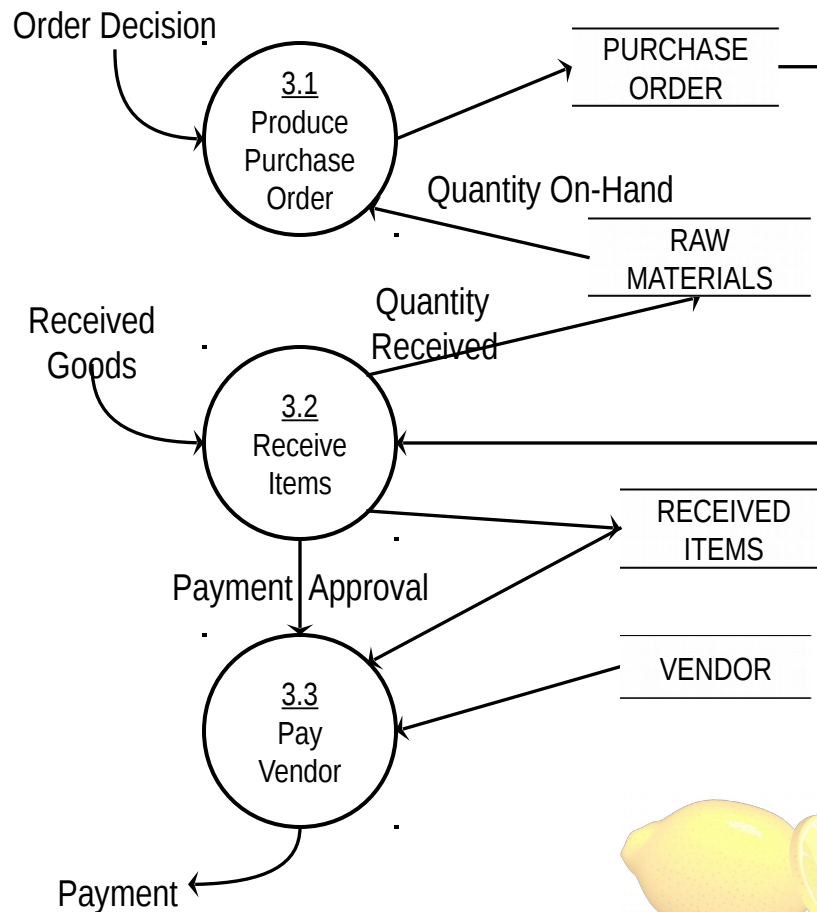 Order Decision
3.1
Produce
Purchase
Order
PURCHASE
ORDER
Quantity On-Hand
RAW
MATERIALS
Quantity
Received
Received
Goods
3.2
Receive
Items
RECEIVED
ITEMS
Payment Approval
3.3
Pay
Vendor
VENDOR
Payment